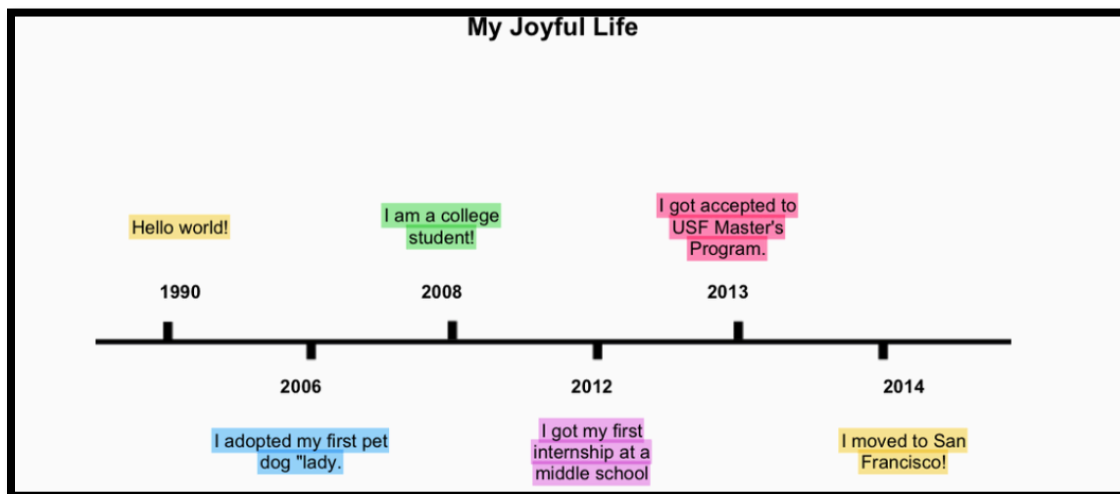 My Joyful Life
Hello world!
I am a college
student!
I got accepted to
USF Master's
Program.
1990
2008
2013
2006
2012
2014
I adopted my first pet
dog "lady.
I got my first
internship at a
middle school
I moved to San
Francisco!